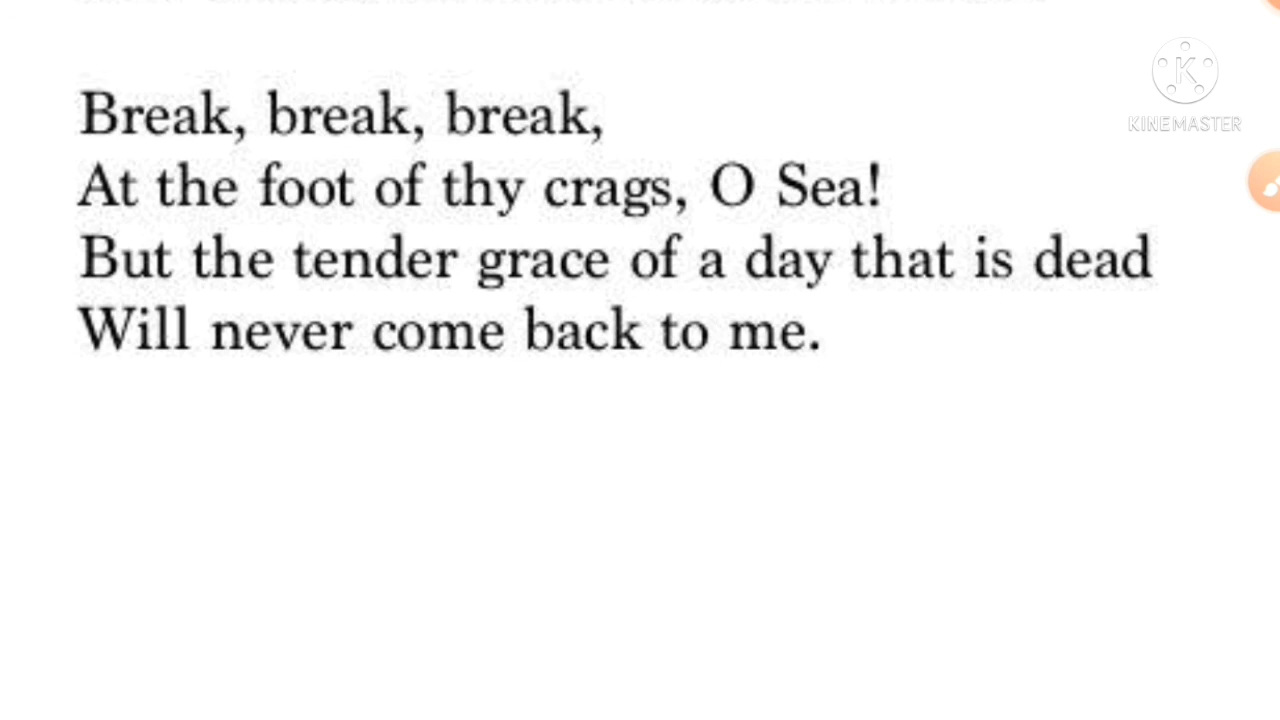 Break, break, break,
At the foot of thy crags, O Sea!
But the tender grace of a day that is dead
Will never come back to me.
KINEMASTER